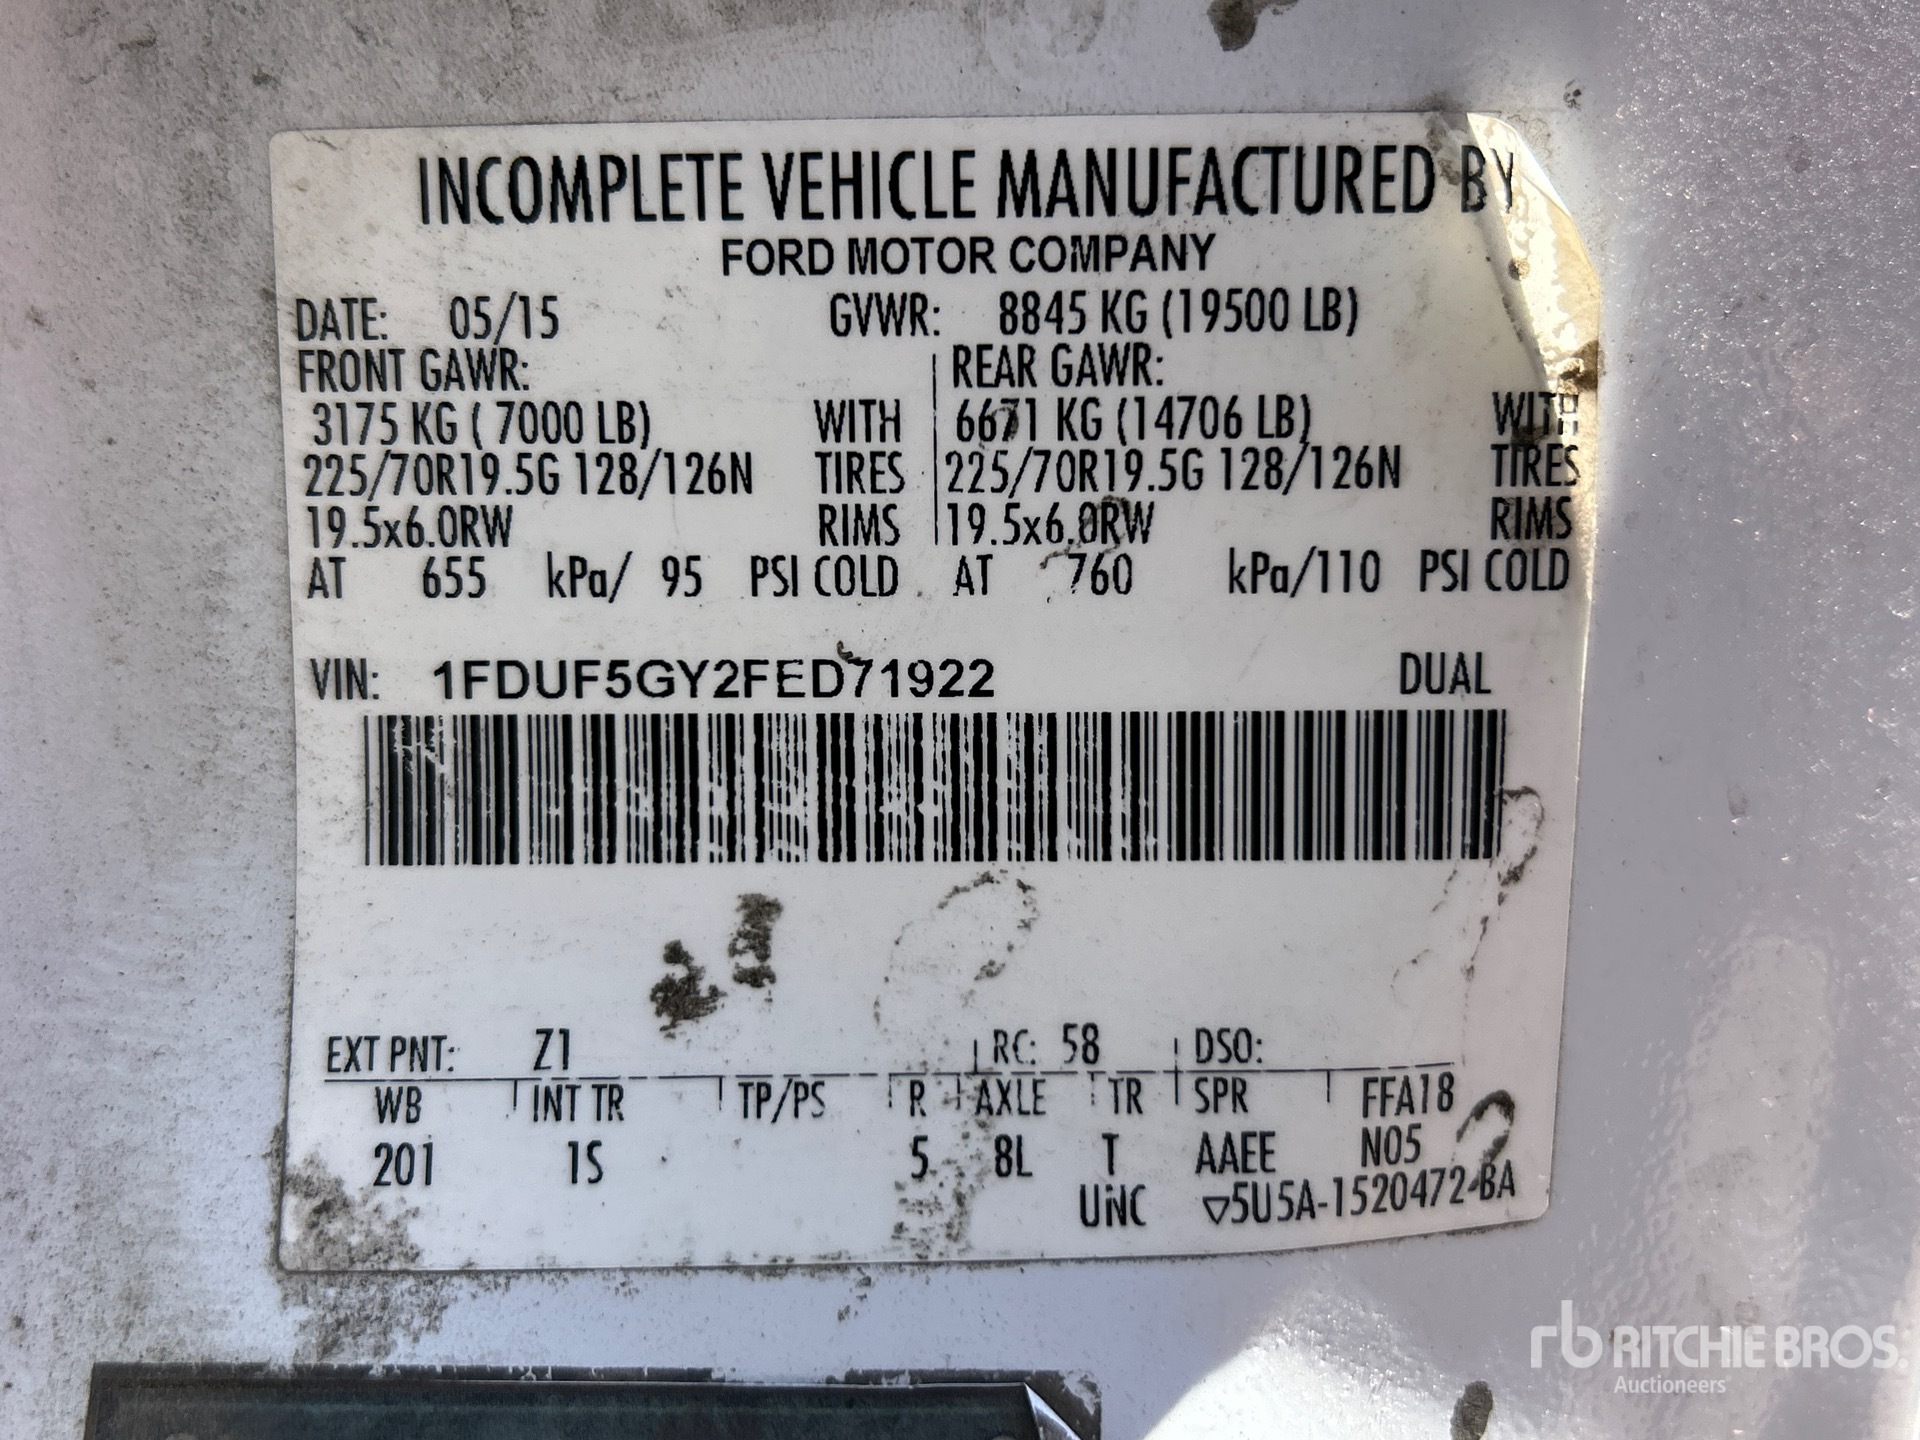 INCOMPLETE VEHICLE MANUFACTURED BY
FORD MOTOR COMPANY
DATE: 05/15 GVWR: 8845 KG (19500 LB)
FRONT GAWR: REAR GAWR:
3175 KG ( 7000 LB) WITH 6671 KG (14706 LB) WITH
225/70R19.5G 128/126N TIRES 225/70R19.5G 128/126N TIRES
19.5x6.0RW RIMS 19.5x6.0RW RIMS
AT 655 kPa/ 95 PSI COLD AT 760 kPa/110 PSI COLD
VIN: 1FDUF5GY2FED71922 DUAL
EXT PNT: Z1 RC: 58 DSO:
WB INT TR TP/PS R AXLE TR SPR FFA18
201 1S 5 8L T AAEE N05
UNC ▽5U5A-1520472-BA
rb RITCHIE BROS.
Auctioneers